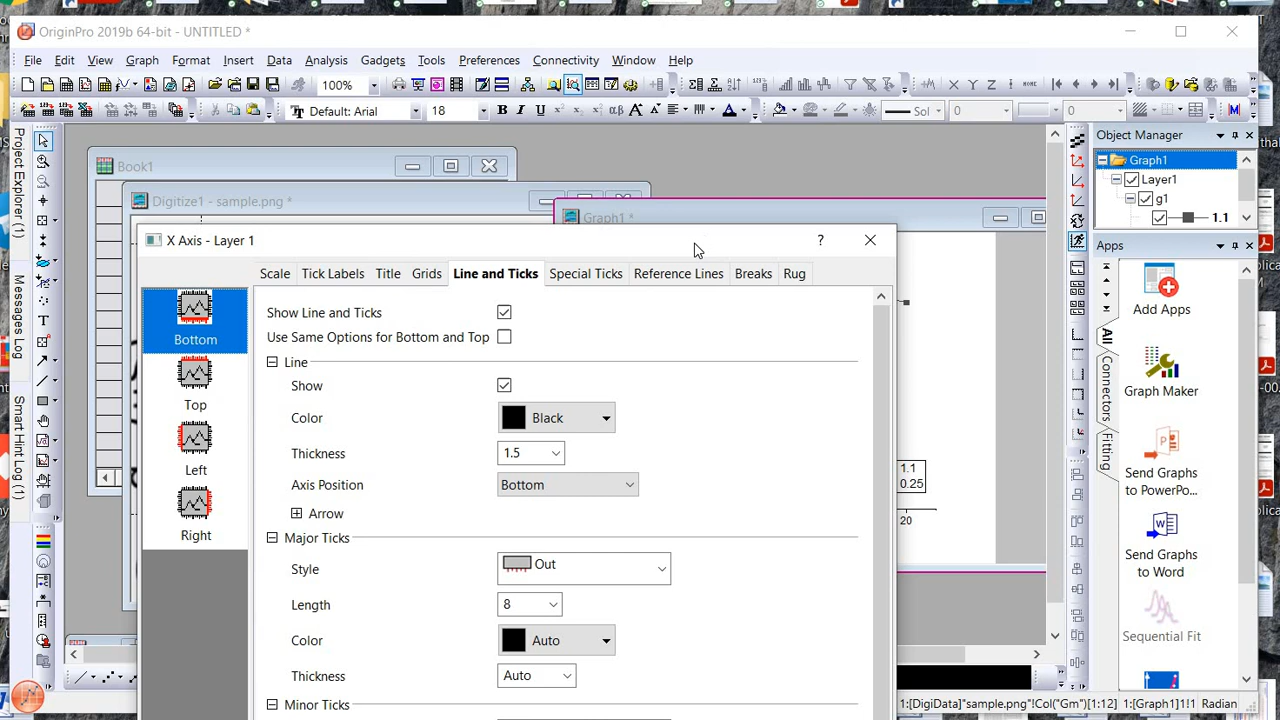 OriginPro 2019b 64-bit - UNTITLED *
File Edit View Graph Format Insert Data Analysis Gadgets Tools Preferences Connectivity Window Help
100%
Default: Arial 18 B I U αβ A A A Sol 0 0 M
Project Explorer (1)
Messages Log
Smart Hint Log (1)
Book1
Digitize1 - sample.png *
Graph1 *
X Axis - Layer 1 ?
Scale Tick Labels Title Grids Line and Ticks Special Ticks Reference Lines Breaks Rug
Bottom
Top
Left
Right
Show Line and Ticks
Use Same Options for Bottom and Top
Line
Show
Color Black
Thickness 1.5
Axis Position Bottom
Arrow
Major Ticks
Style Out
Length 8
Color Auto
Thickness Auto
Minor Ticks
1.1
0.25
20
Object Manager
Graph1
Layer1
g1
1.1
Apps
All
Connectors
Fitting
Add Apps
Graph Maker
Send Graphs
to PowerPo...
Send Graphs
to Word
Sequential Fit
1:[DigiData]"sample.png"!Col("Gm")[1:12] 1:[Graph1]1!1 Radian